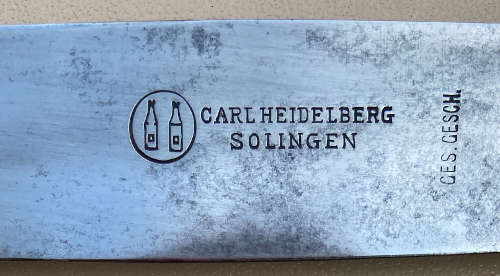 CARL HEIDELBERG
SOLINGEN
GES. GESCH.